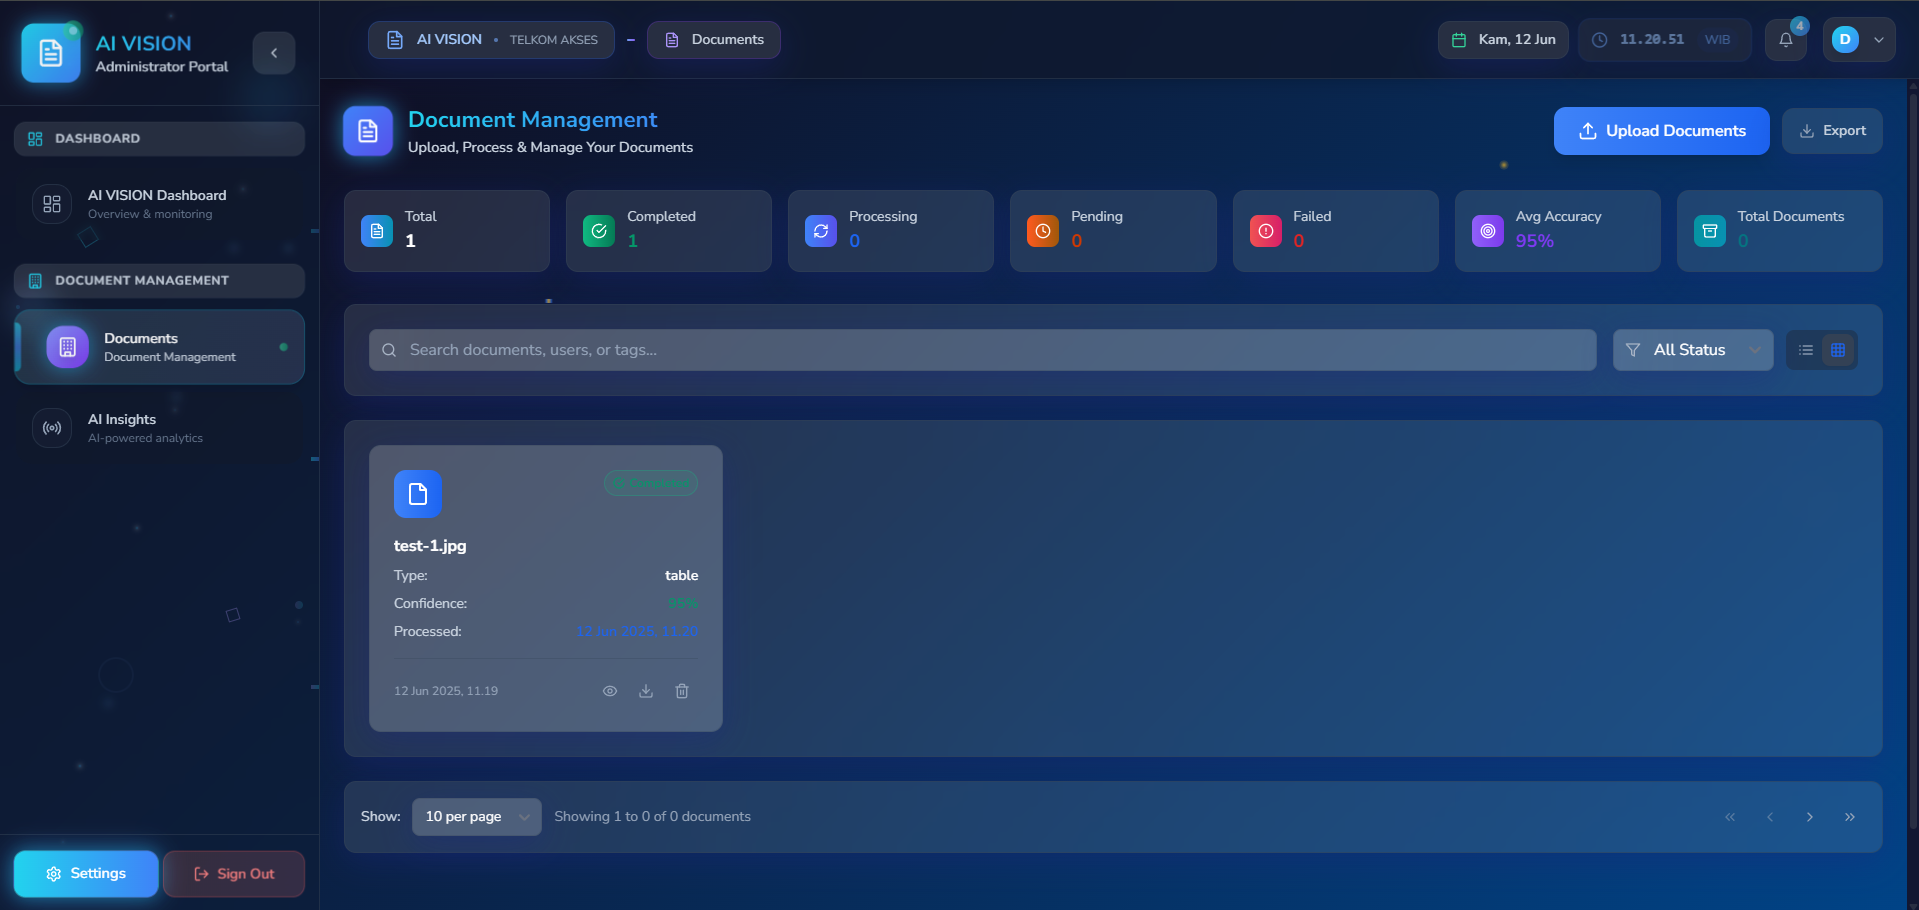 AI VISION
Administrator Portal
DASHBOARD
AI VISION Dashboard
Overview & monitoring
DOCUMENT MANAGEMENT
Documents
Document Management
AI Insights
AI-powered analytics
Settings
Sign Out
AI VISION • TELKOM AKSES – Documents
Kam, 12 Jun
11.20.51 WIB
4
D
Document Management
Upload, Process & Manage Your Documents
Upload Documents
Export
Total
1
Completed
1
Processing
0
Pending
0
Failed
0
Avg Accuracy
95%
Total Documents
0
Search documents, users, or tags...
All Status
Completed
test-1.jpg
Type: table
Confidence: 95%
Processed: 12 Jun 2025, 11.20
12 Jun 2025, 11.19
Show: 10 per page Showing 1 to 0 of 0 documents